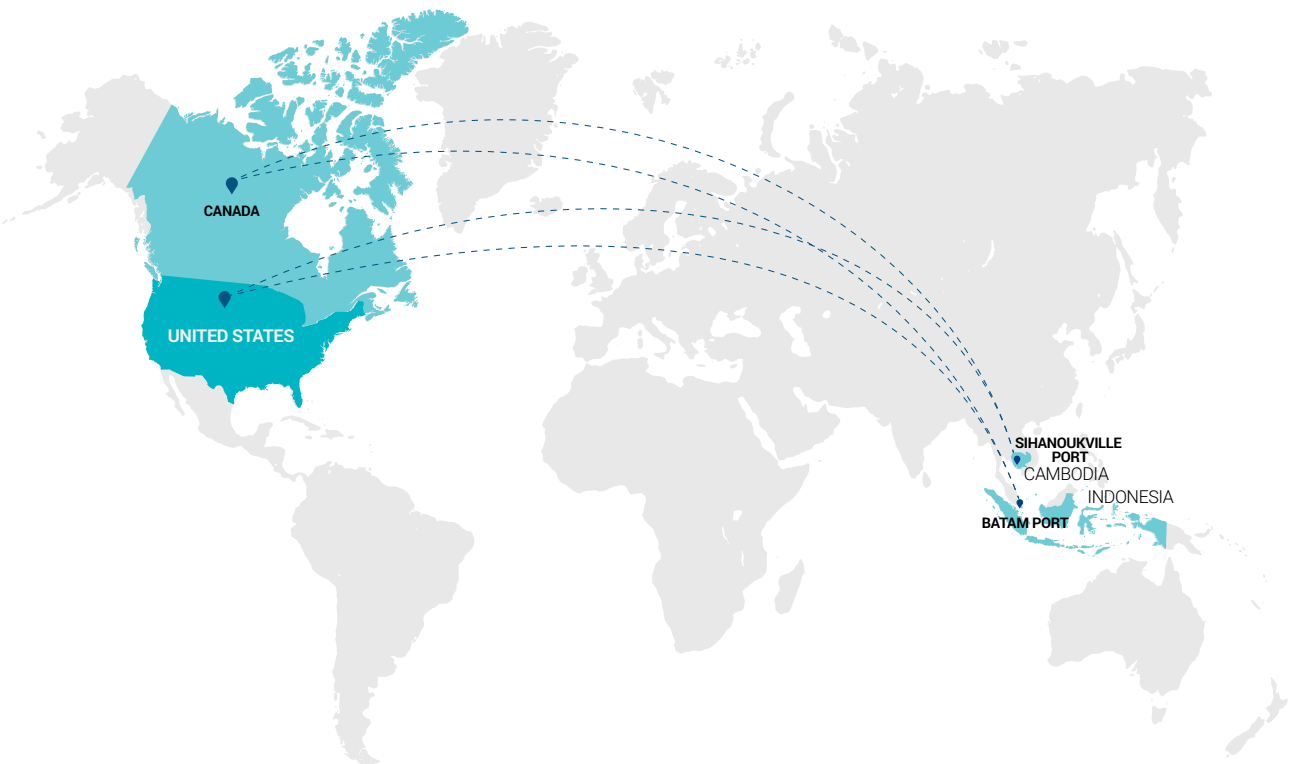 CANADA
UNITED STATES
SIHANOUKVILLE
PORT
CAMBODIA
INDONESIA
BATAM PORT